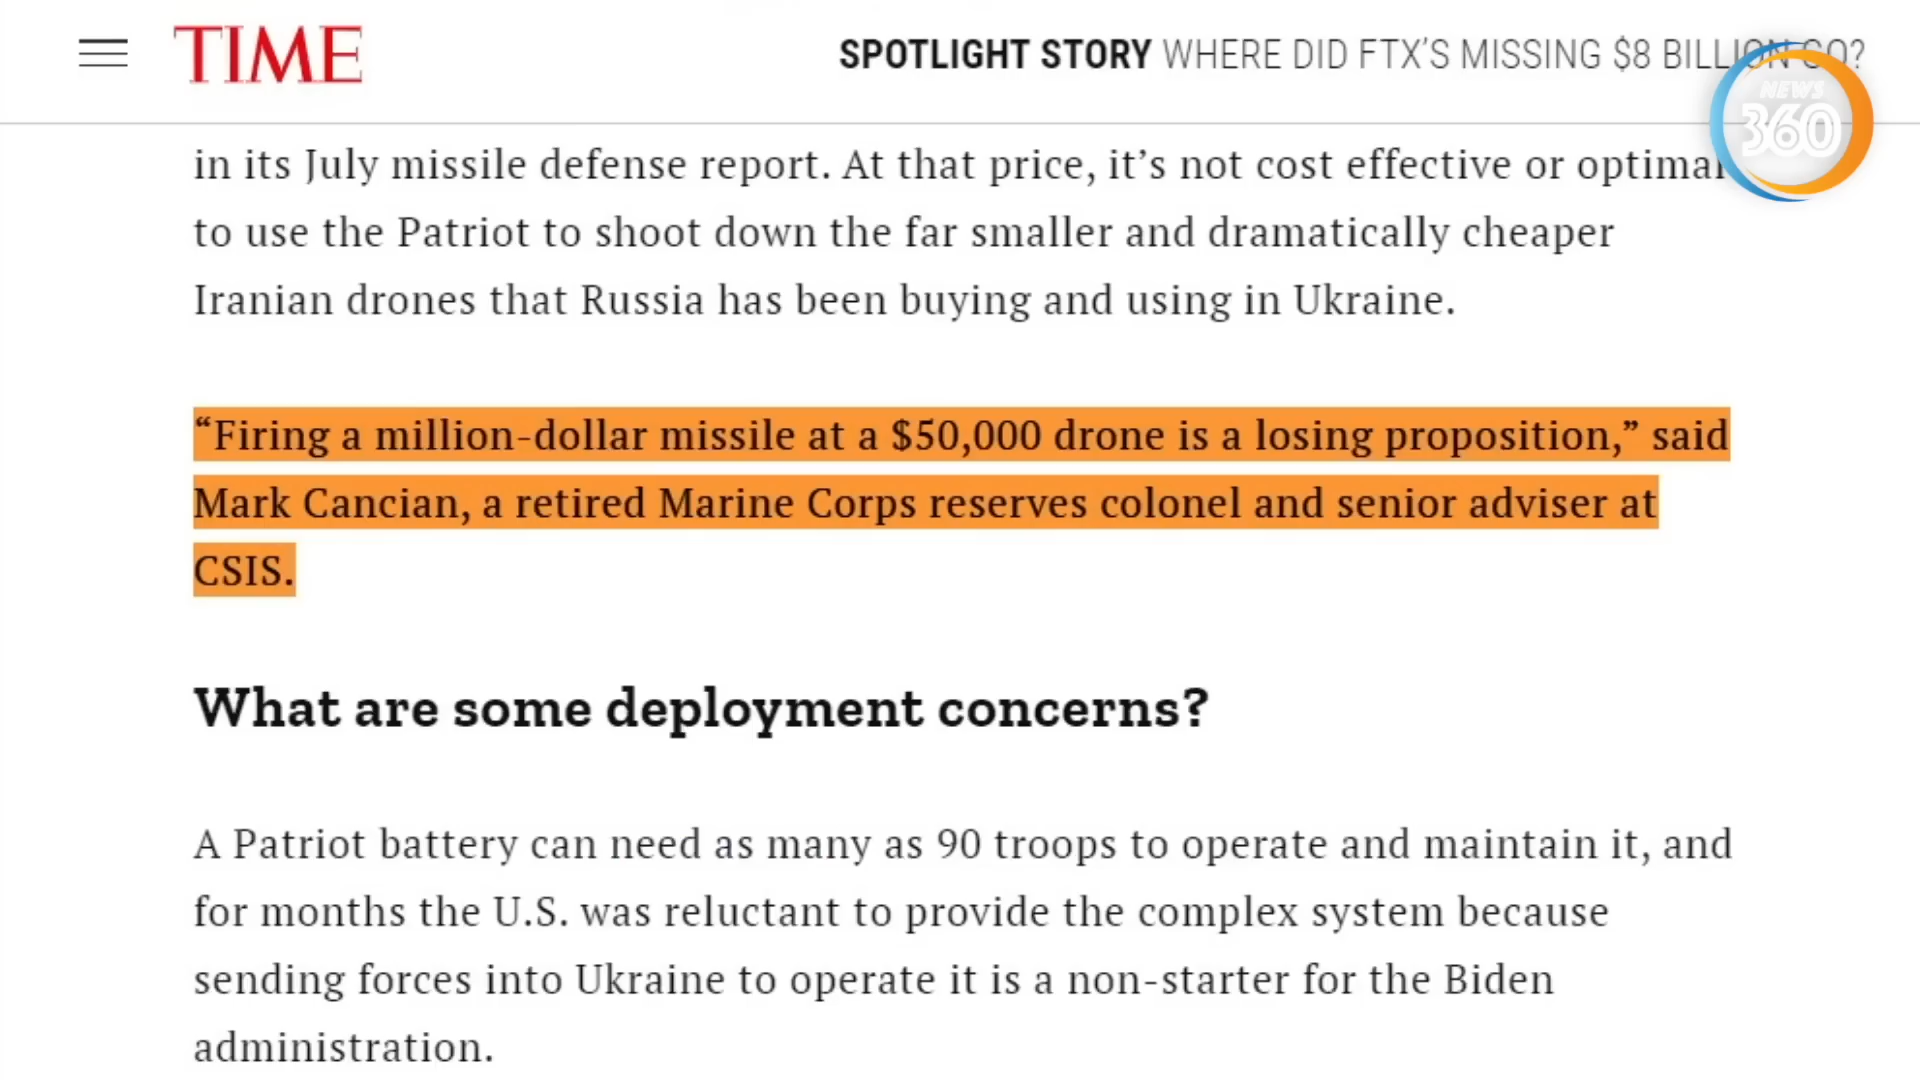 TIME
SPOTLIGHT STORY WHERE DID FTX'S MISSING $8 BILLION GO?
NEWS
360
in its July missile defense report. At that price, it's not cost effective or optimal
to use the Patriot to shoot down the far smaller and dramatically cheaper
Iranian drones that Russia has been buying and using in Ukraine.
“Firing a million-dollar missile at a $50,000 drone is a losing proposition,” said
Mark Cancian, a retired Marine Corps reserves colonel and senior adviser at
CSIS.
What are some deployment concerns?
A Patriot battery can need as many as 90 troops to operate and maintain it, and
for months the U.S. was reluctant to provide the complex system because
sending forces into Ukraine to operate it is a non-starter for the Biden
administration.